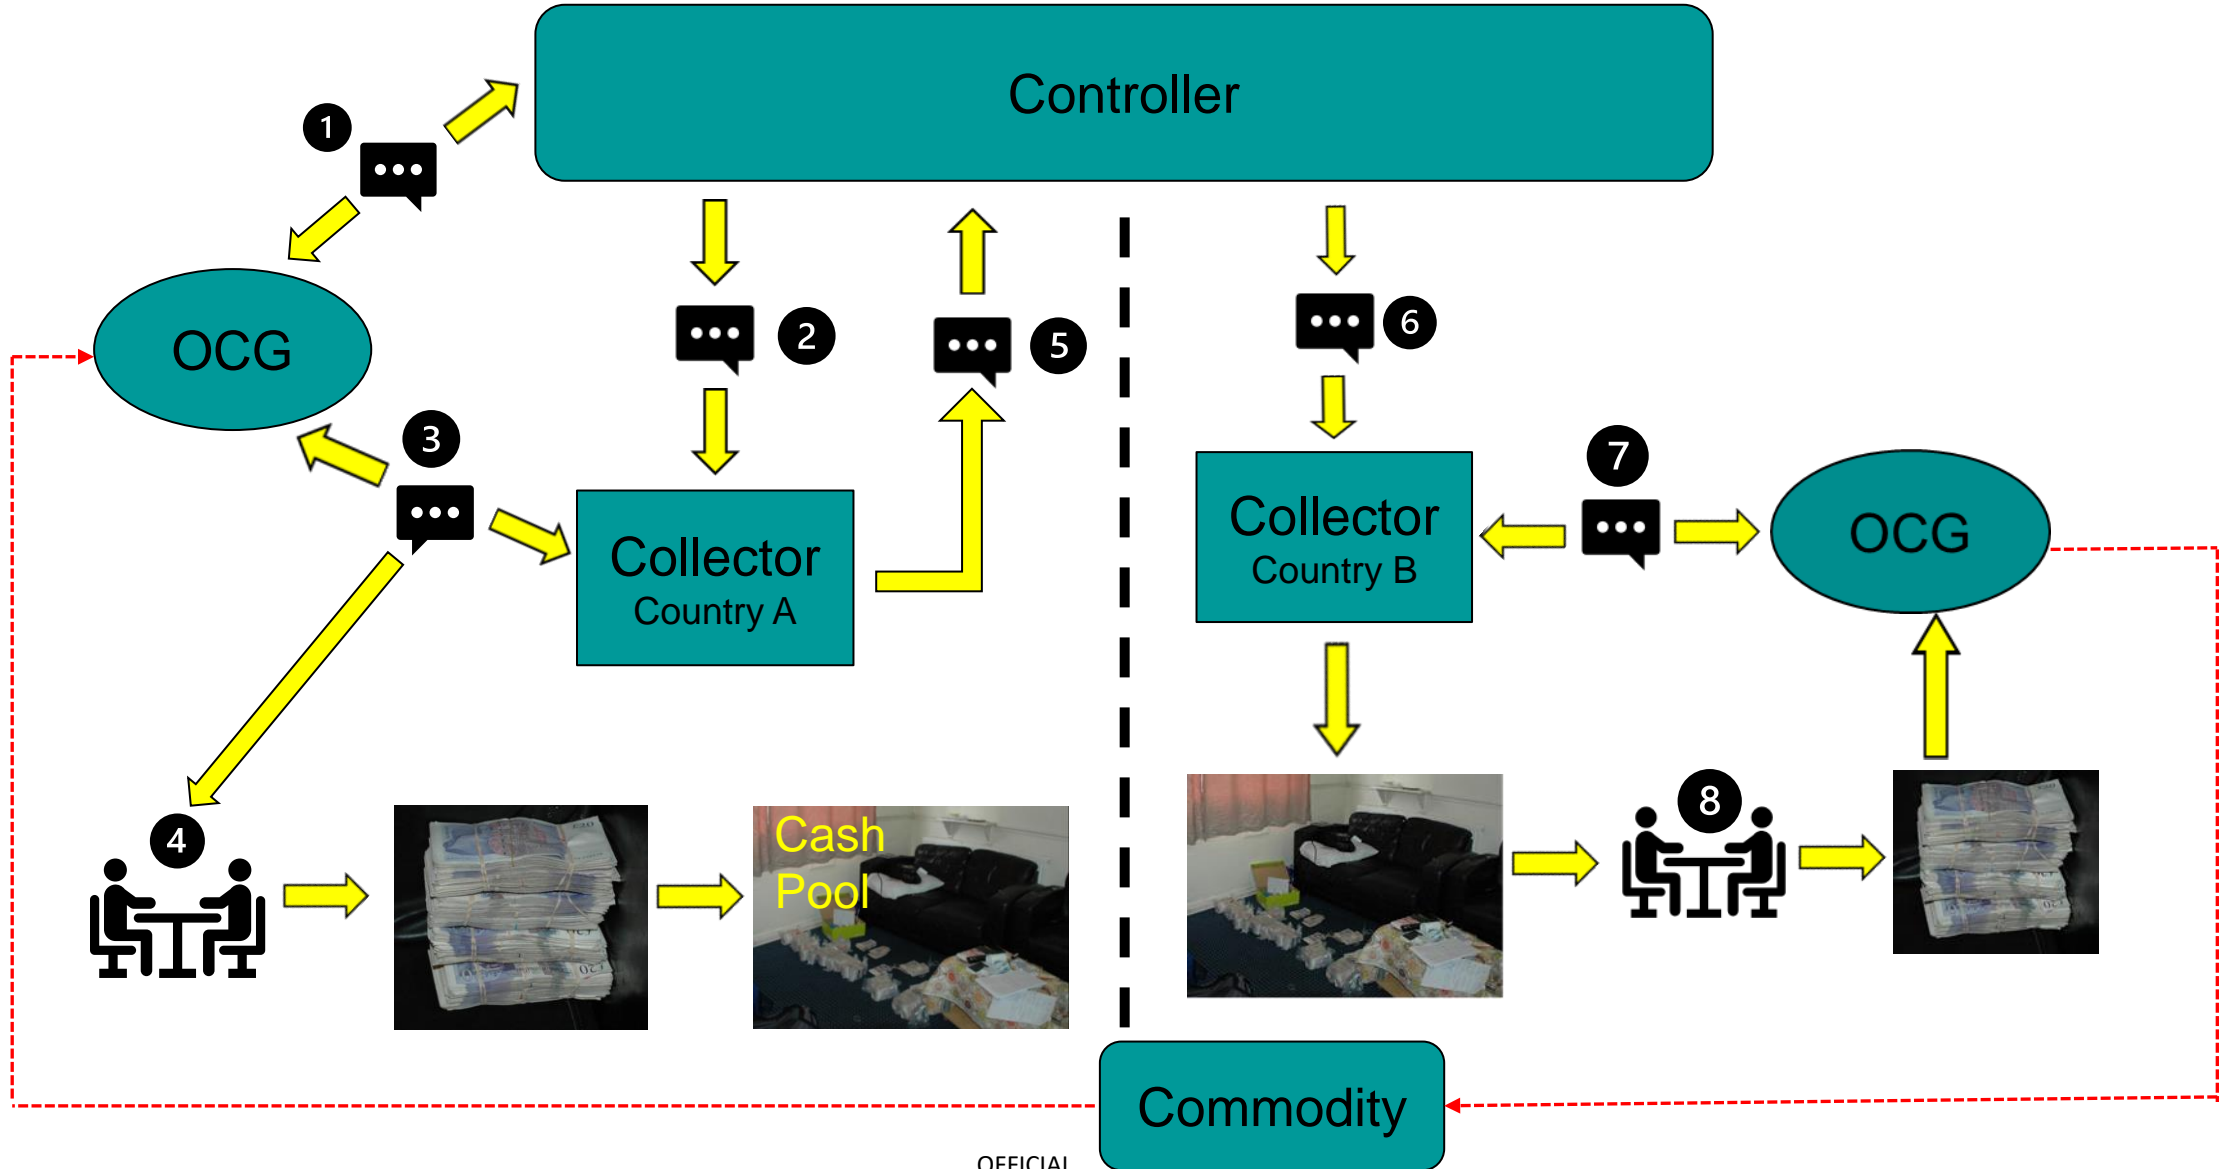 Controller
1
2
5
6
OCG
3
7
Collector
Country A
Collector
Country B
OCG
4
Cash
Pool
8
Commodity
OFFICIAL